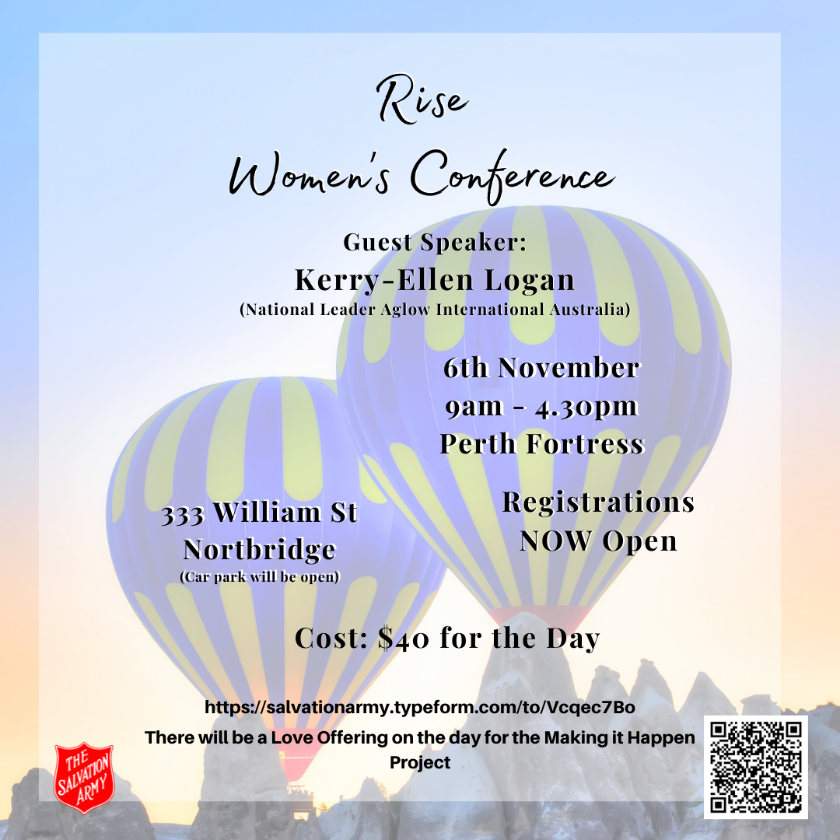 Rise
Women's Conference
Guest Speaker:
Kerry-Ellen Logan
(National Leader Aglow International Australia)
6th November
9am - 4.30pm
Perth Fortress
333 William St
Nortbridge
(Car park will be open)
Registrations
NOW Open
Cost: $40 for the Day
https://salvationarmy.typeform.com/to/Vcqec7Bo
There will be a Love Offering on the day for the Making it Happen
Project
THE
SALVATION
ARMY